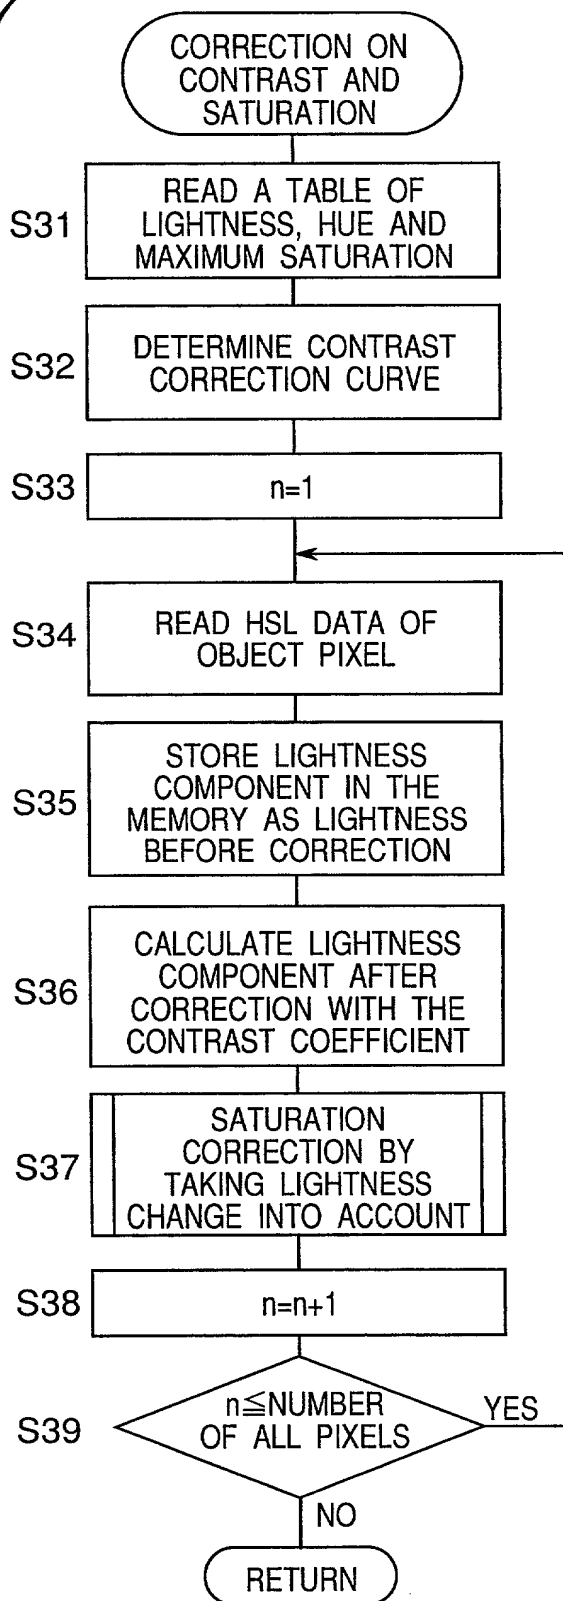 CORRECTION ON
CONTRAST AND
SATURATION
S31
READ A TABLE OF
LIGHTNESS, HUE AND
MAXIMUM SATURATION
S32
DETERMINE CONTRAST
CORRECTION CURVE
S33
n=1
S34
READ HSL DATA OF
OBJECT PIXEL
S35
STORE LIGHTNESS
COMPONENT IN THE
MEMORY AS LIGHTNESS
BEFORE CORRECTION
S36
CALCULATE LIGHTNESS
COMPONENT AFTER
CORRECTION WITH THE
CONTRAST COEFFICIENT
S37
SATURATION
CORRECTION BY
TAKING LIGHTNESS
CHANGE INTO ACCOUNT
S38
n=n+1
S39
n≦NUMBER
OF ALL PIXELS
YES
NO
RETURN